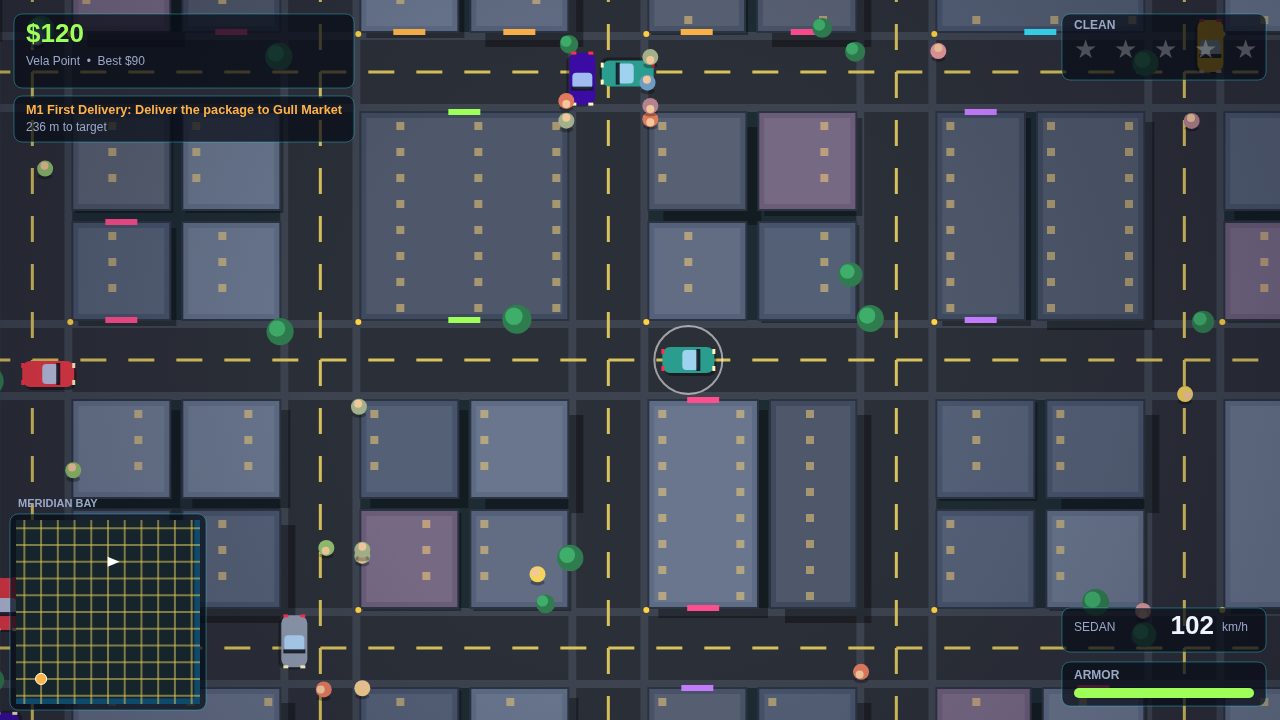 $120
Vela Point • Best $90
M1 First Delivery: Deliver the package to Gull Market
236 m to target
CLEAN
MERIDIAN BAY
SEDAN 102 km/h
ARMOR